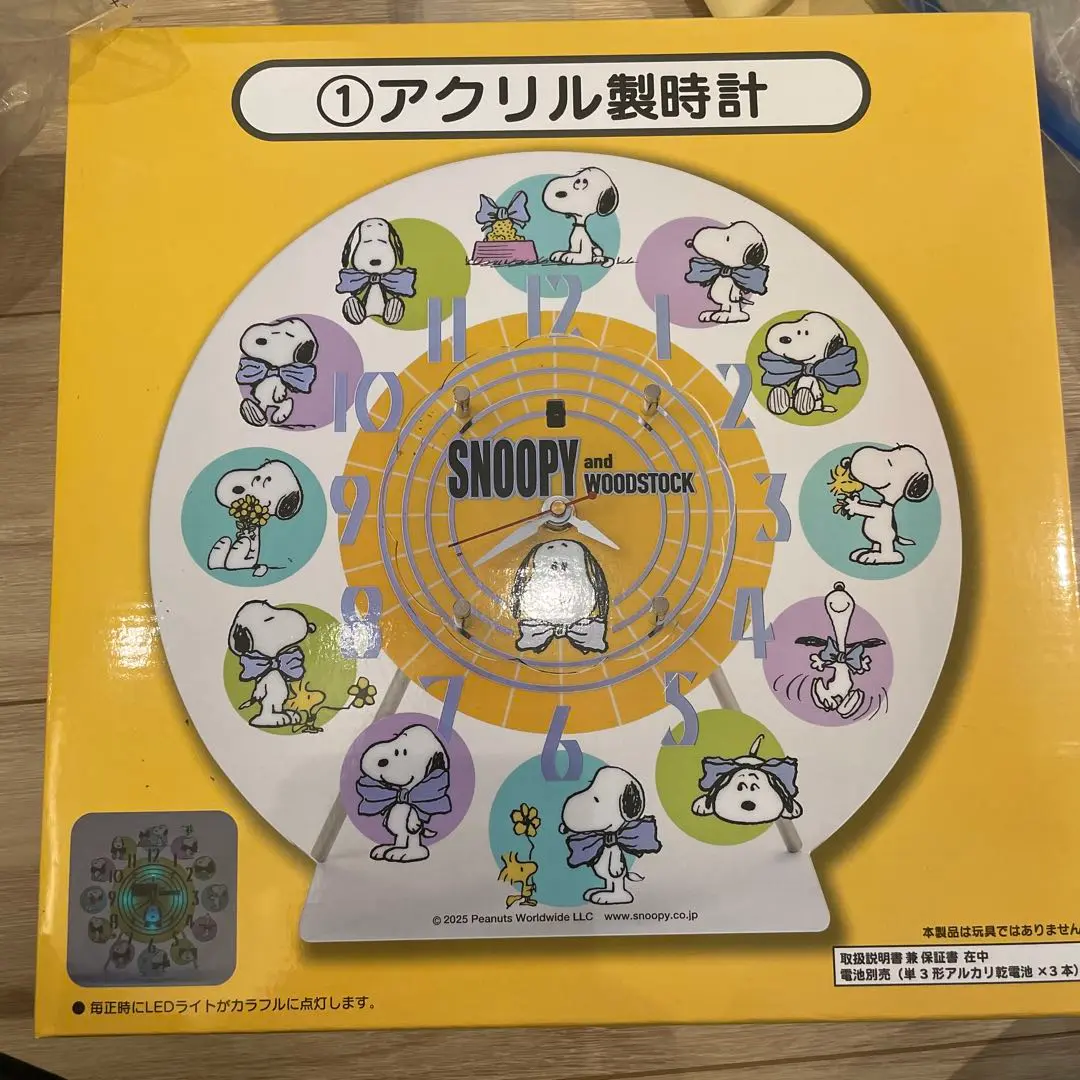 ①アクリル製時計
12
11
1
10
2
SNOOPY and WOODSTOCK
9
3
8
4
7
5
6
© 2025 Peanuts Worldwide LLC www.snoopy.co.jp
本製品は玩具ではありません
取扱説明書 兼 保証書 在中
電池別売（単3形アルカリ乾電池 ×3本）
● 毎正時にLEDライトがカラフルに点灯します。